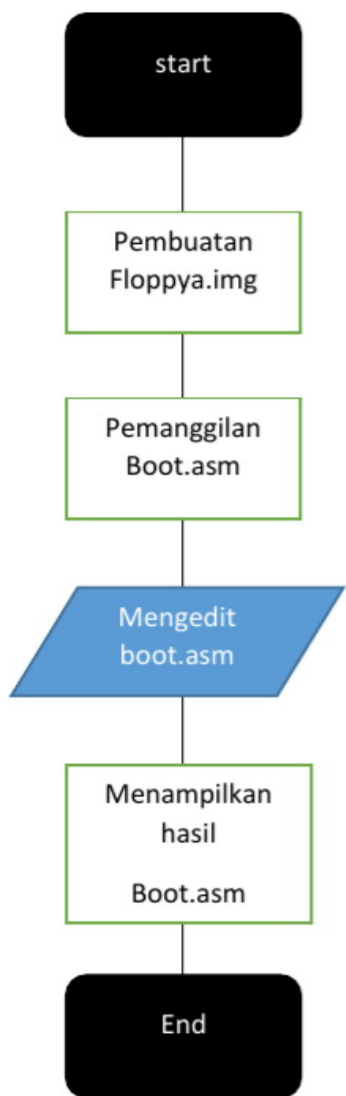 start
Pembuatan
Floppya.img
Pemanggilan
Boot.asm
Mengedit
boot.asm
Menampilkan
hasil
Boot.asm
End